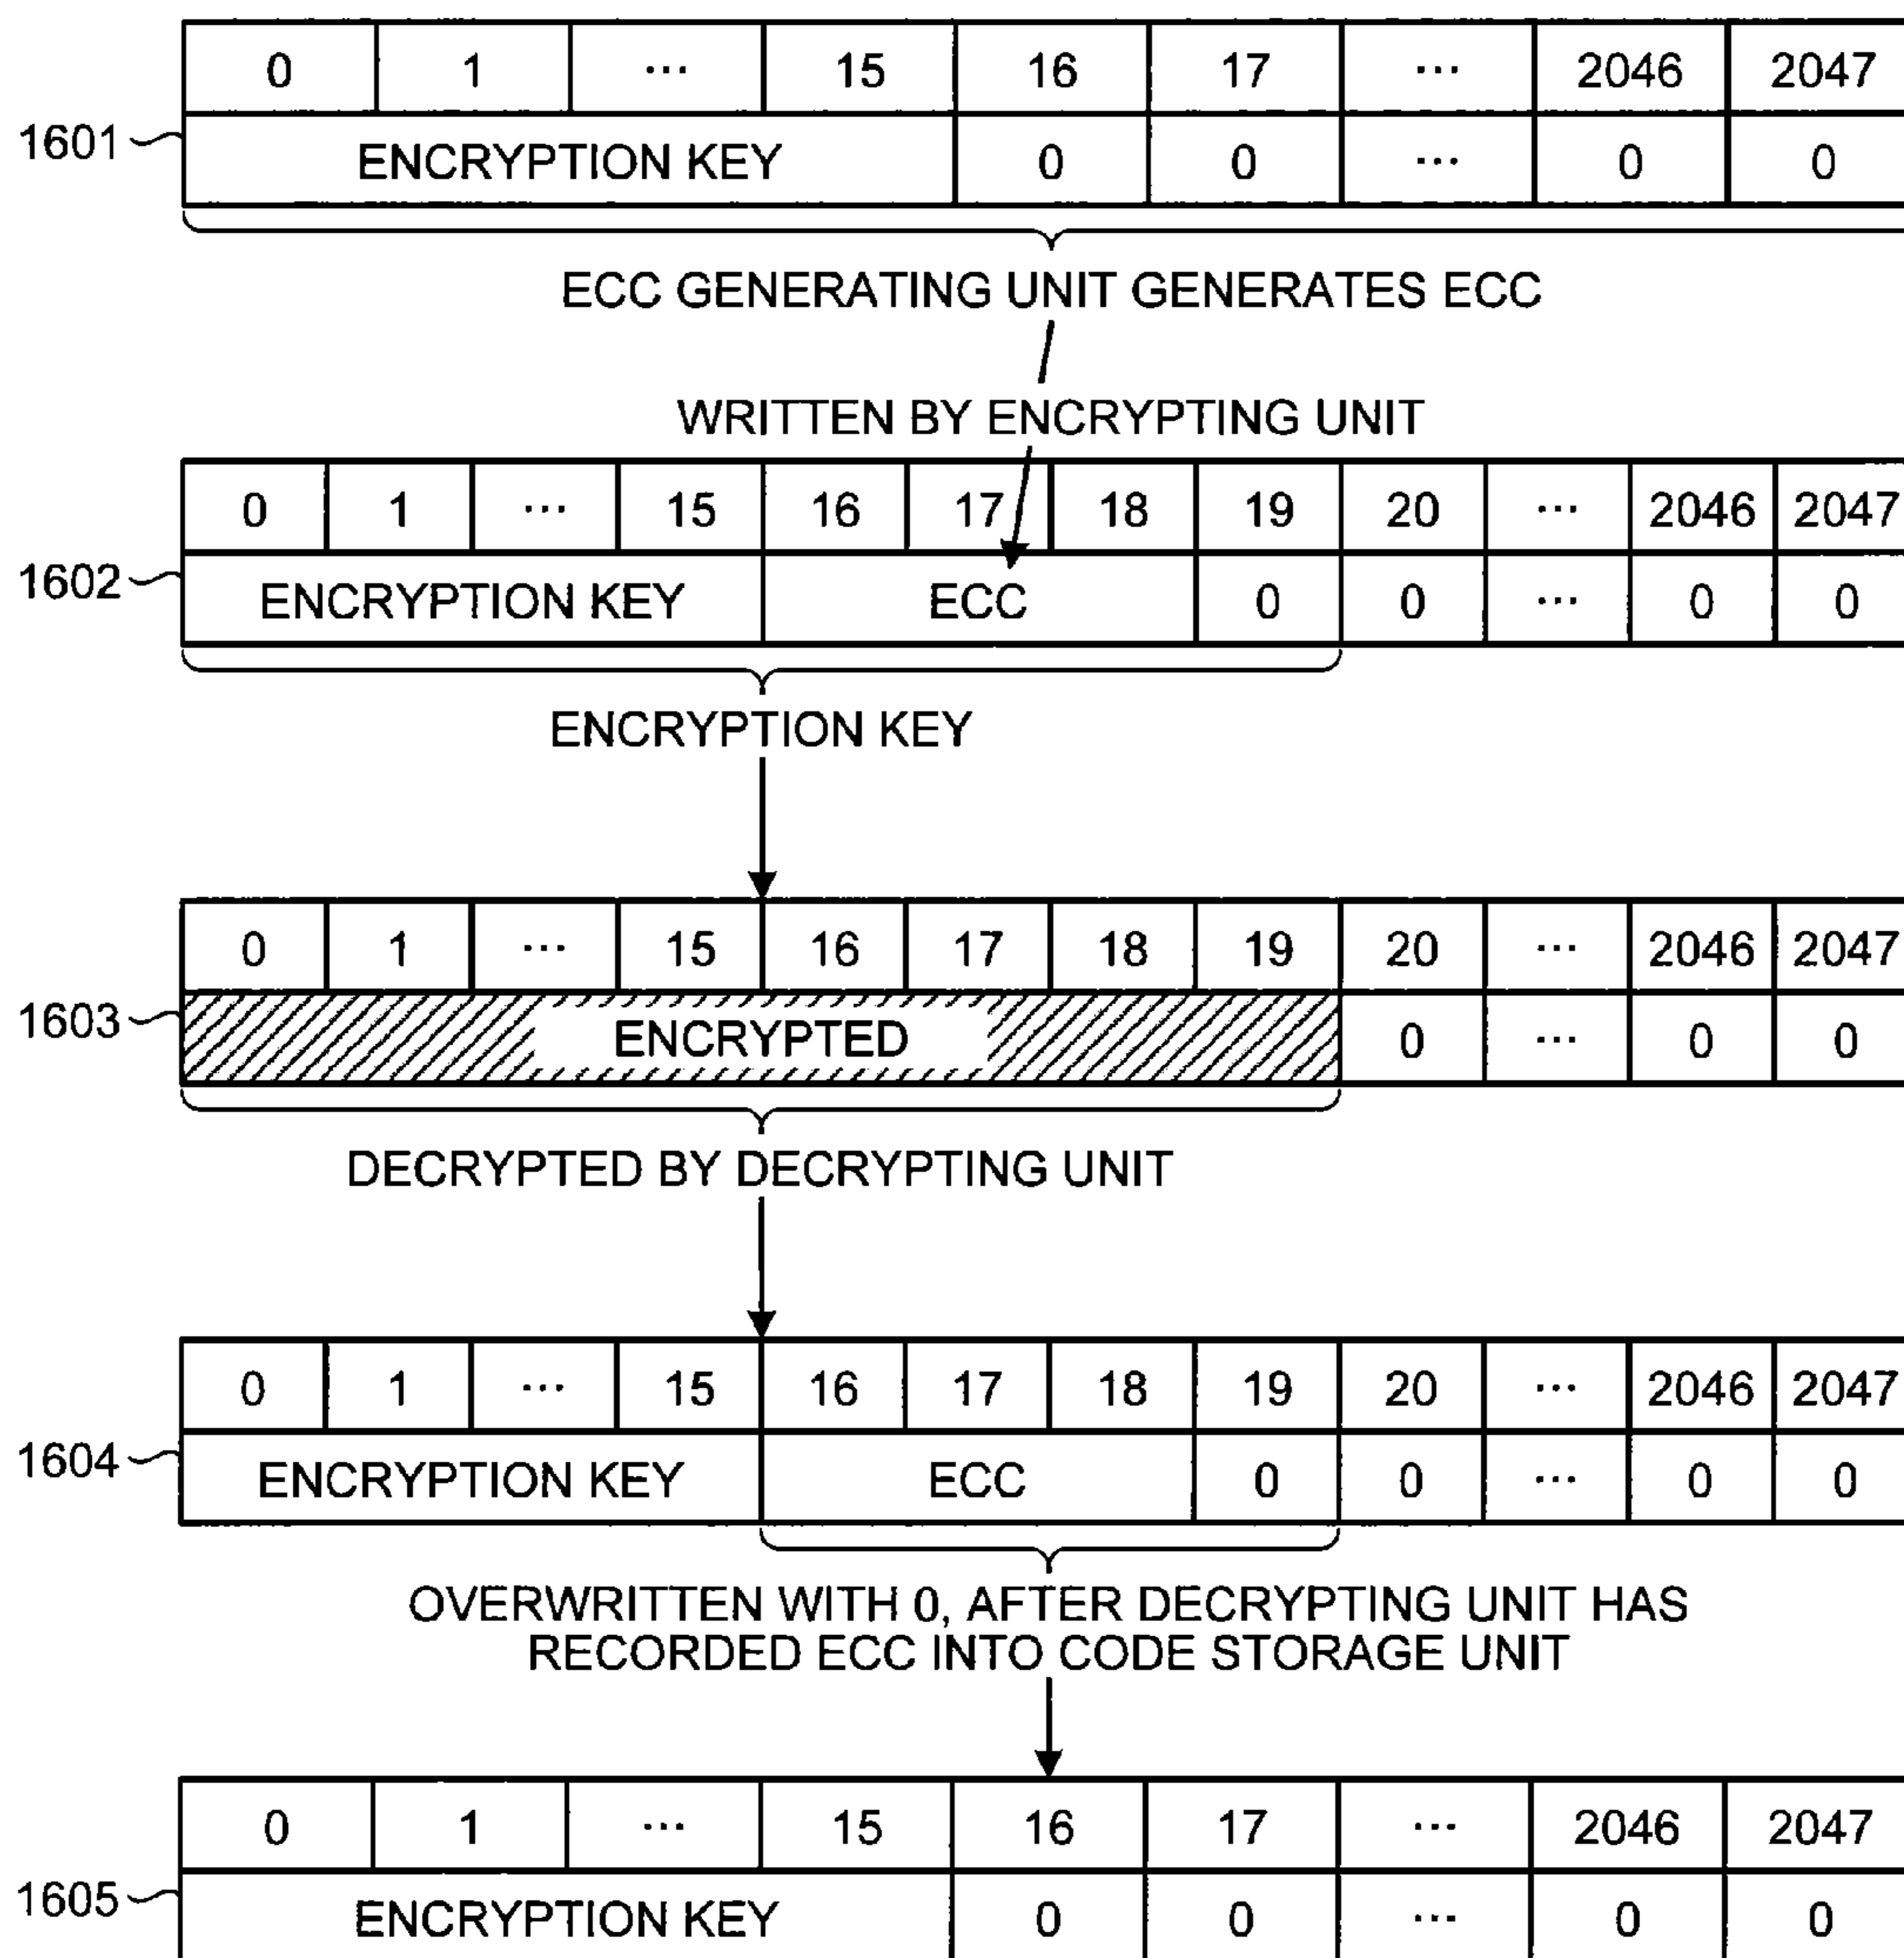 0 1 ... 15 16 17 ... 2046 2047
1601 ENCRYPTION KEY 0 0 ... 0 0
ECC GENERATING UNIT GENERATES ECC
WRITTEN BY ENCRYPTING UNIT
0 1 ... 15 16 17 18 19 20 ... 2046 2047
1602 ENCRYPTION KEY ECC 0 0 ... 0 0
ENCRYPTION KEY
0 1 ... 15 16 17 18 19 20 ... 2046 2047
1603 ENCRYPTED 0 ... 0 0
DECRYPTED BY DECRYPTING UNIT
0 1 ... 15 16 17 18 19 20 ... 2046 2047
1604 ENCRYPTION KEY ECC 0 0 ... 0 0
OVERWRITTEN WITH 0, AFTER DECRYPTING UNIT HAS
RECORDED ECC INTO CODE STORAGE UNIT
0 1 ... 15 16 17 ... 2046 2047
1605 ENCRYPTION KEY 0 0 ... 0 0